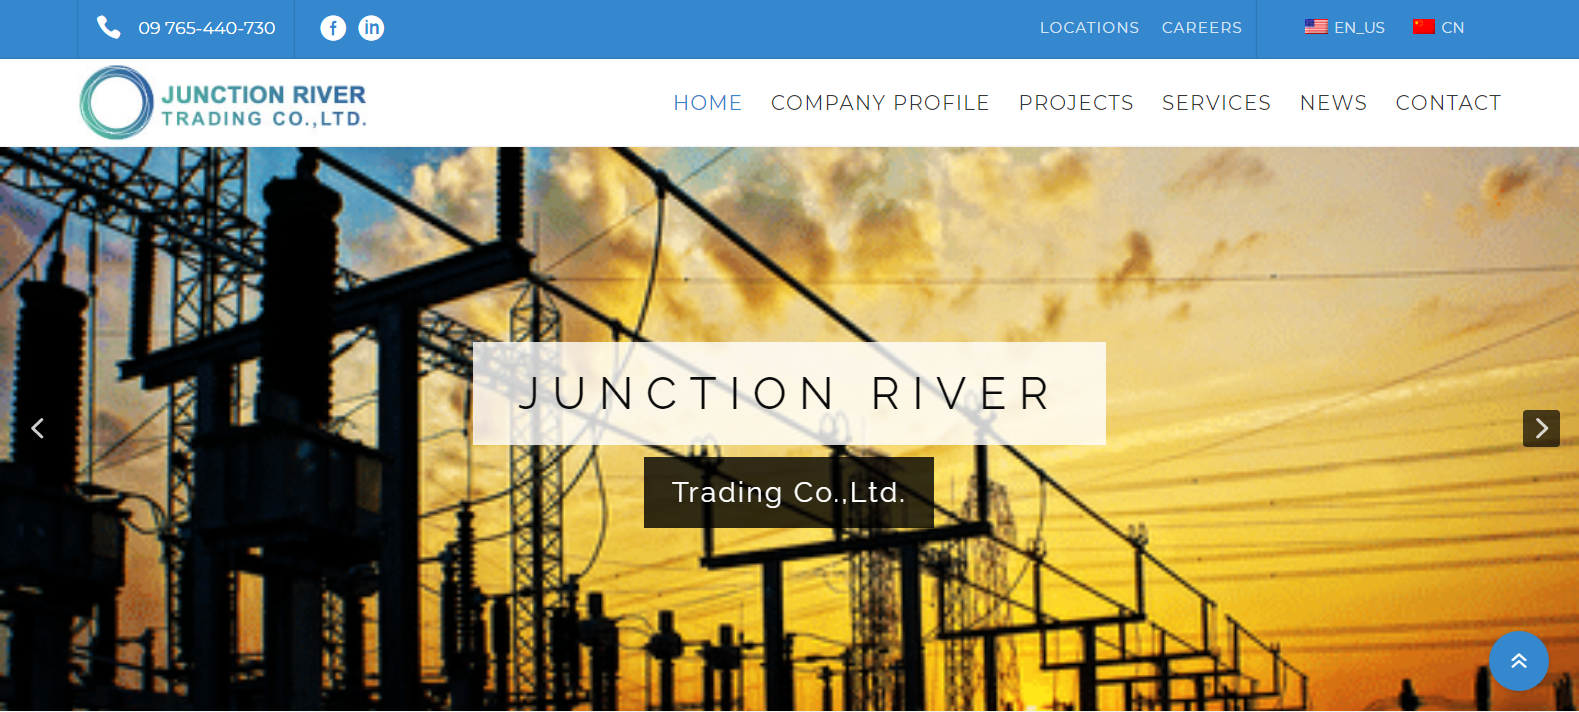 09 765-440-730
LOCATIONS CAREERS EN_US CN
JUNCTION RIVER
TRADING CO.,LTD.
HOME COMPANY PROFILE PROJECTS SERVICES NEWS CONTACT
JUNCTION RIVER
Trading Co.,Ltd.